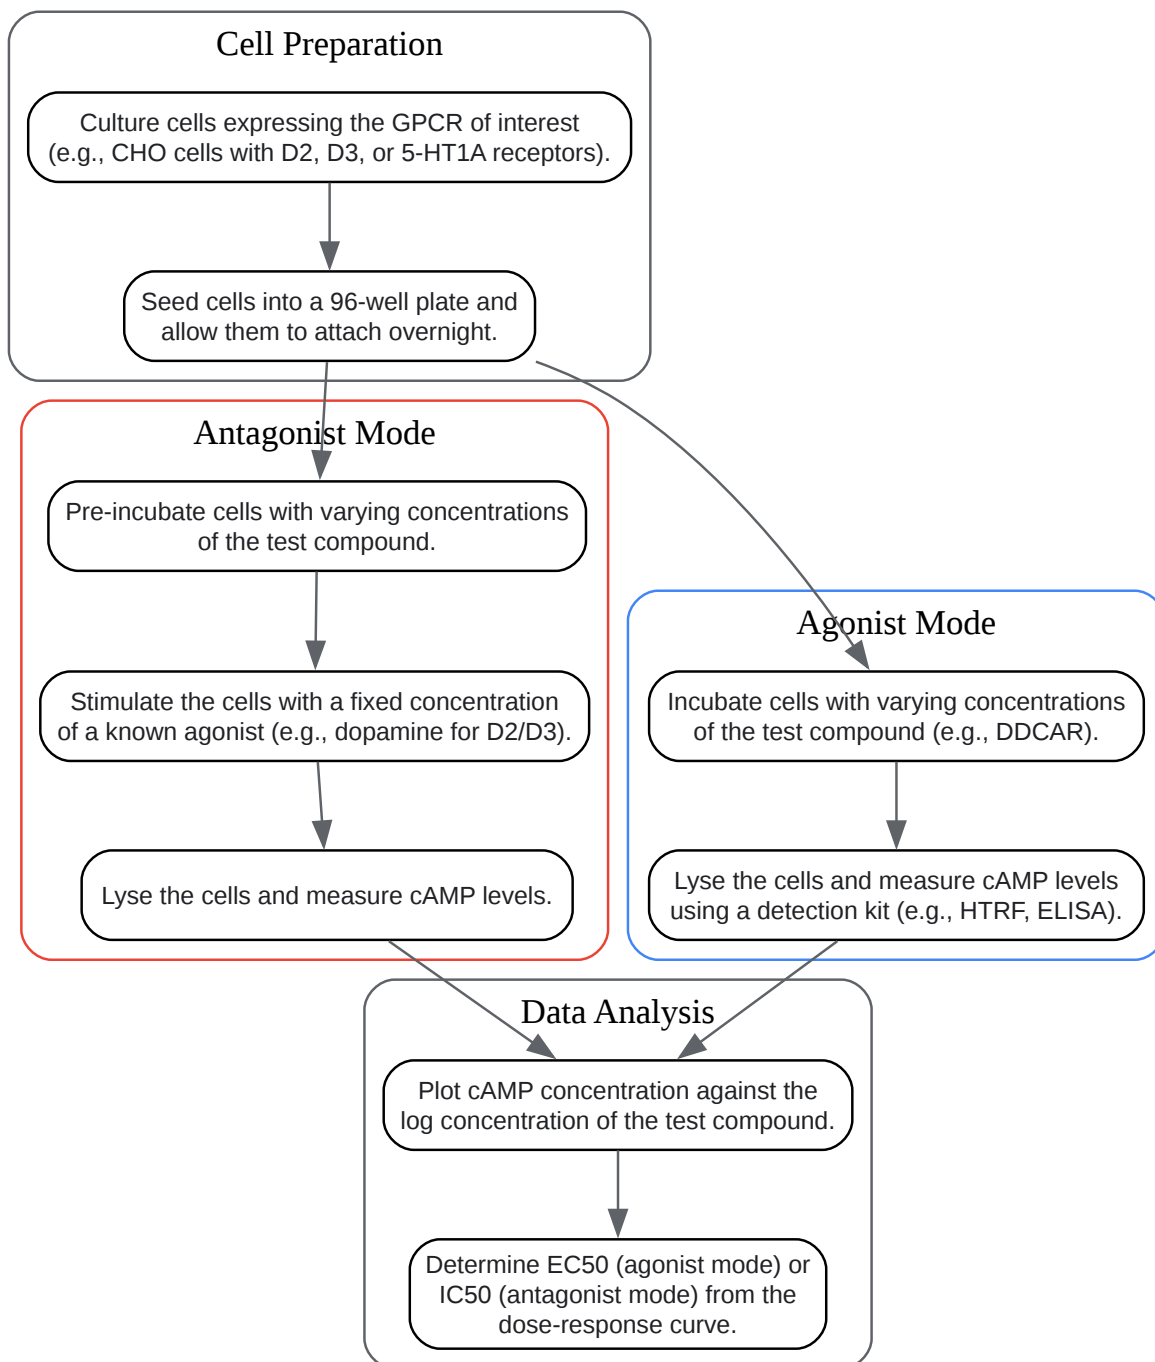 Cell Preparation
Culture cells expressing the GPCR of interest
(e.g., CHO cells with D2, D3, or 5-HT1A receptors).
Seed cells into a 96-well plate and
allow them to attach overnight.
Antagonist Mode
Pre-incubate cells with varying concentrations
of the test compound.
Stimulate the cells with a fixed concentration
of a known agonist (e.g., dopamine for D2/D3).
Lyse the cells and measure cAMP levels.
Agonist Mode
Incubate cells with varying concentrations
of the test compound (e.g., DDCAR).
Lyse the cells and measure cAMP levels
using a detection kit (e.g., HTRF, ELISA).
Data Analysis
Plot cAMP concentration against the
log concentration of the test compound.
Determine EC50 (agonist mode) or
IC50 (antagonist mode) from the
dose-response curve.